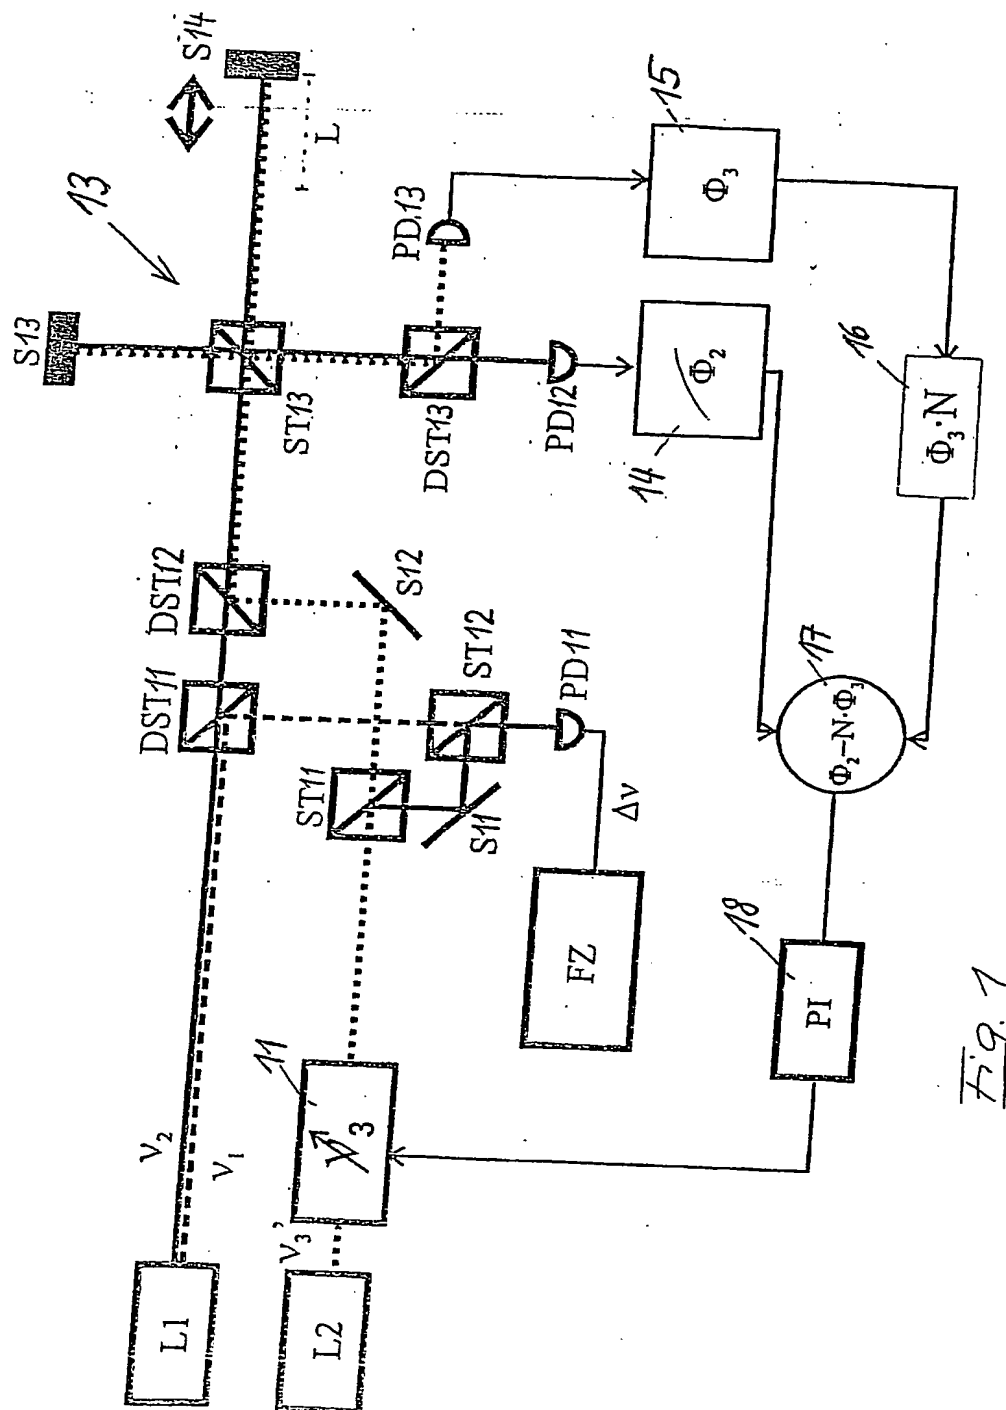 L1
ν₂
ν₁
DST11
DST12
S13
13
ST13
S14
L
L2
ν₃'
11
ν₃
ST11
S11
S12
ST12
PD11
Δν
FZ
DST13
PD13
PD12
14
Φ₂
15
Φ₃
16
Φ₃·N
17
Φ₂−N·Φ₃
18
PI
Fig. 1